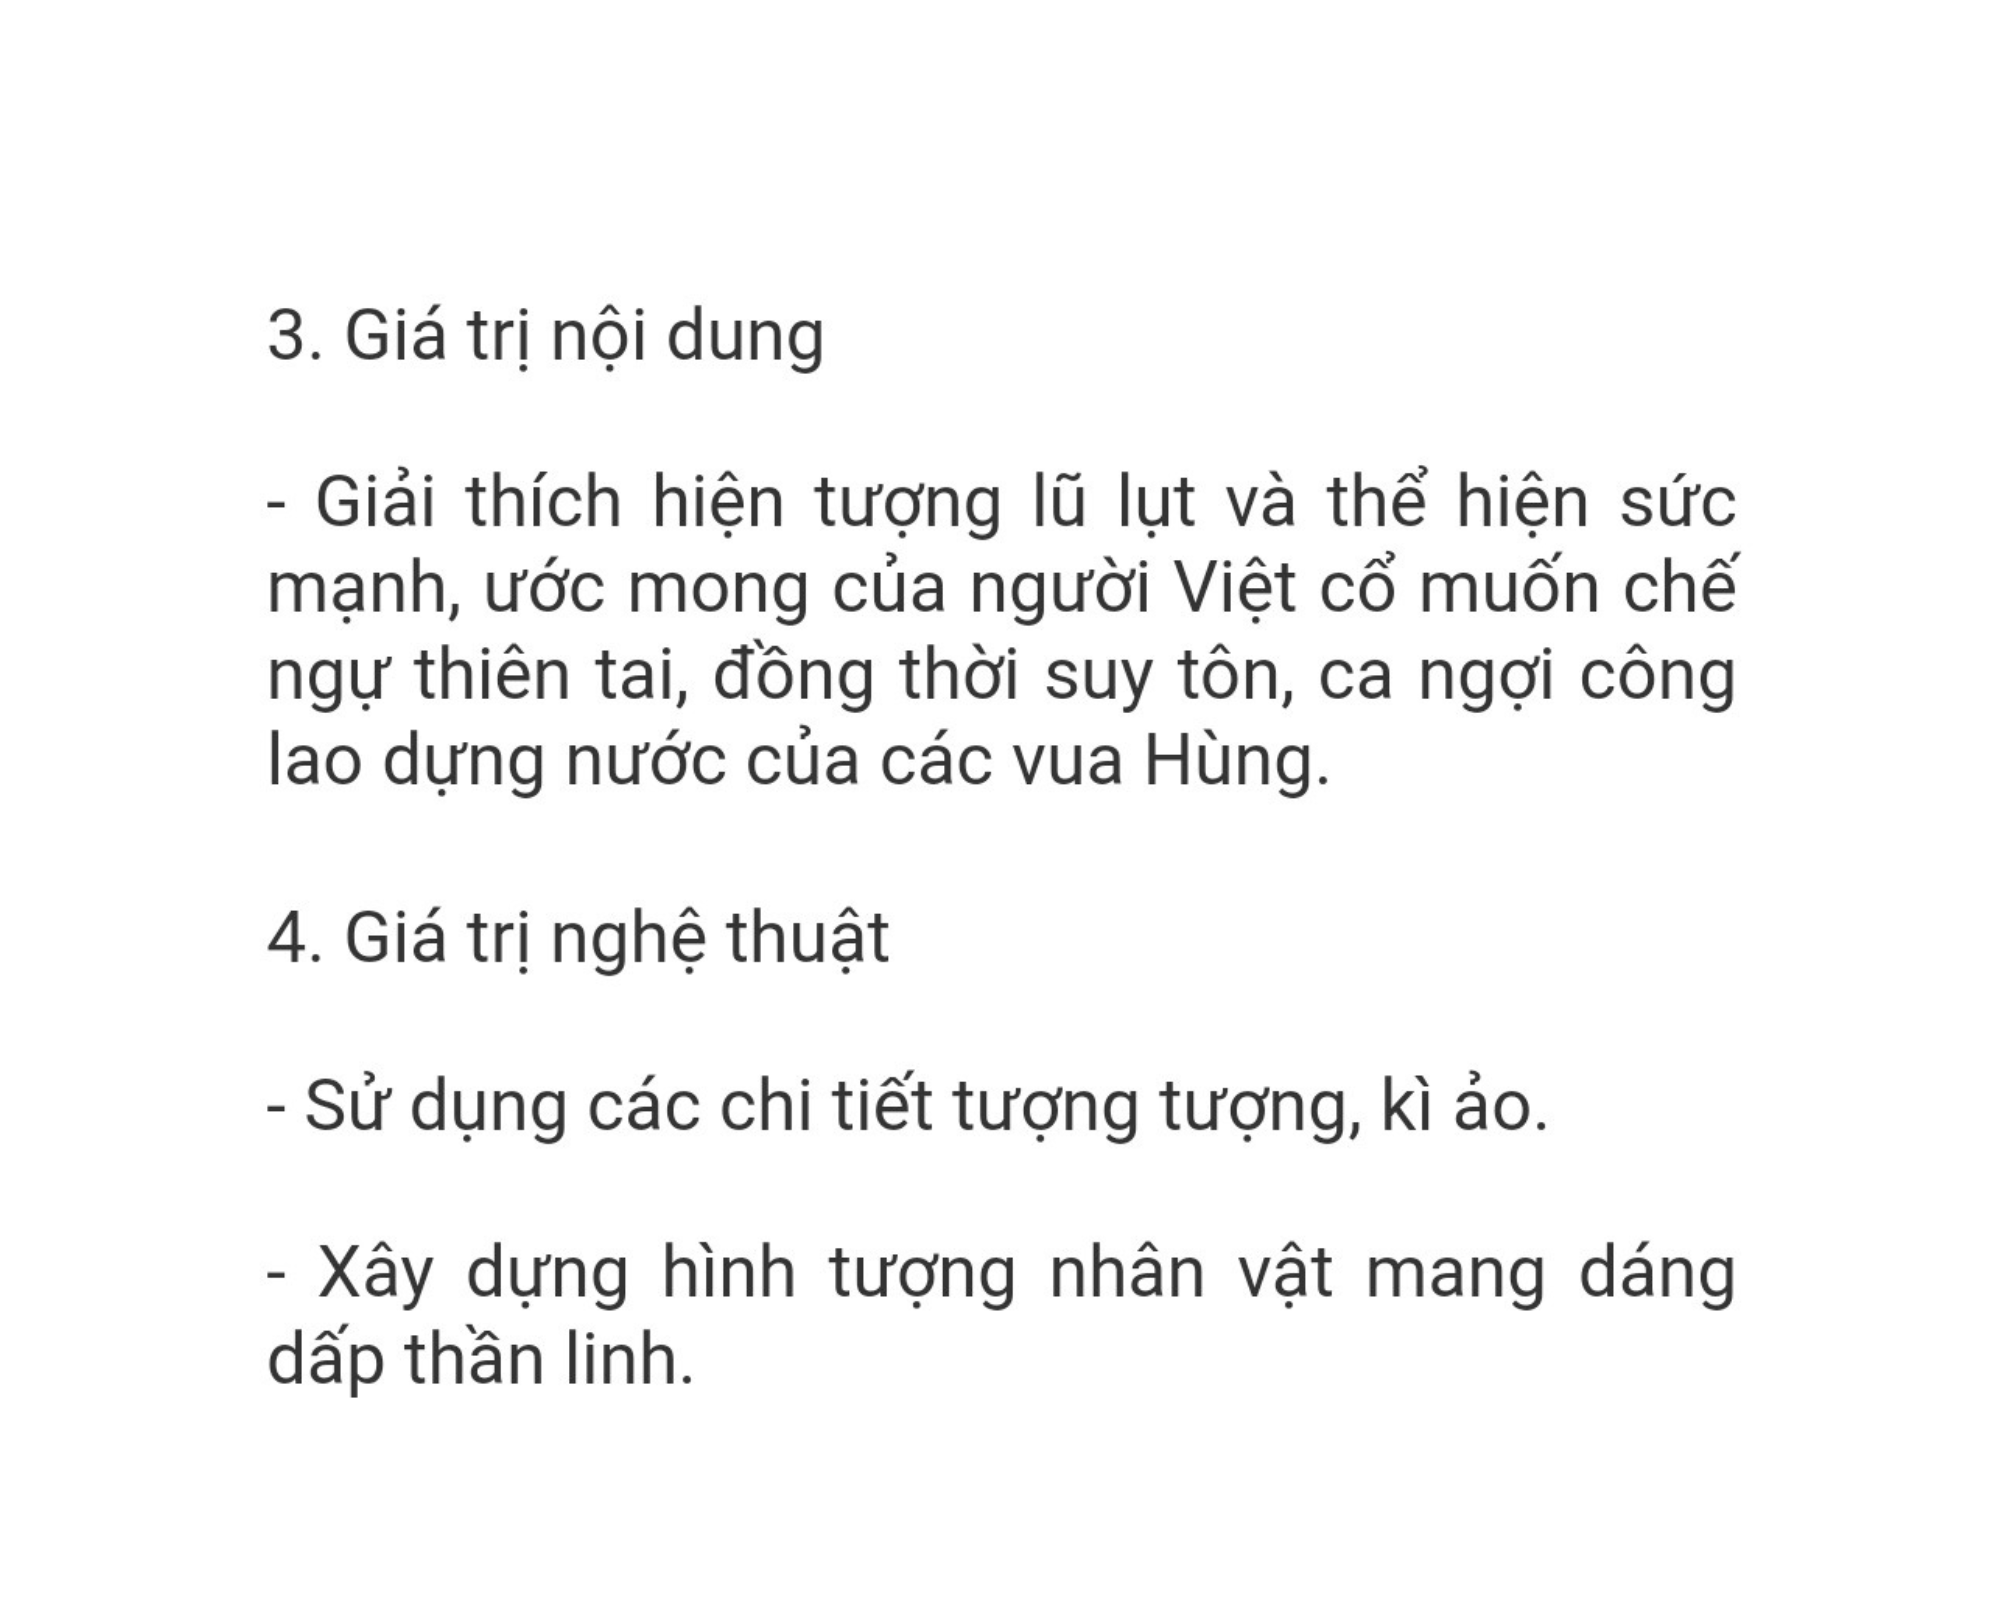 3. Giá trị nội dung
- Giải thích hiện tượng lũ lụt và thể hiện sức
mạnh, ước mong của người Việt cổ muốn chế
ngự thiên tai, đồng thời suy tôn, ca ngợi công
lao dựng nước của các vua Hùng.
4. Giá trị nghệ thuật
- Sử dụng các chi tiết tượng tượng, kì ảo.
- Xây dựng hình tượng nhân vật mang dáng
dấp thần linh.